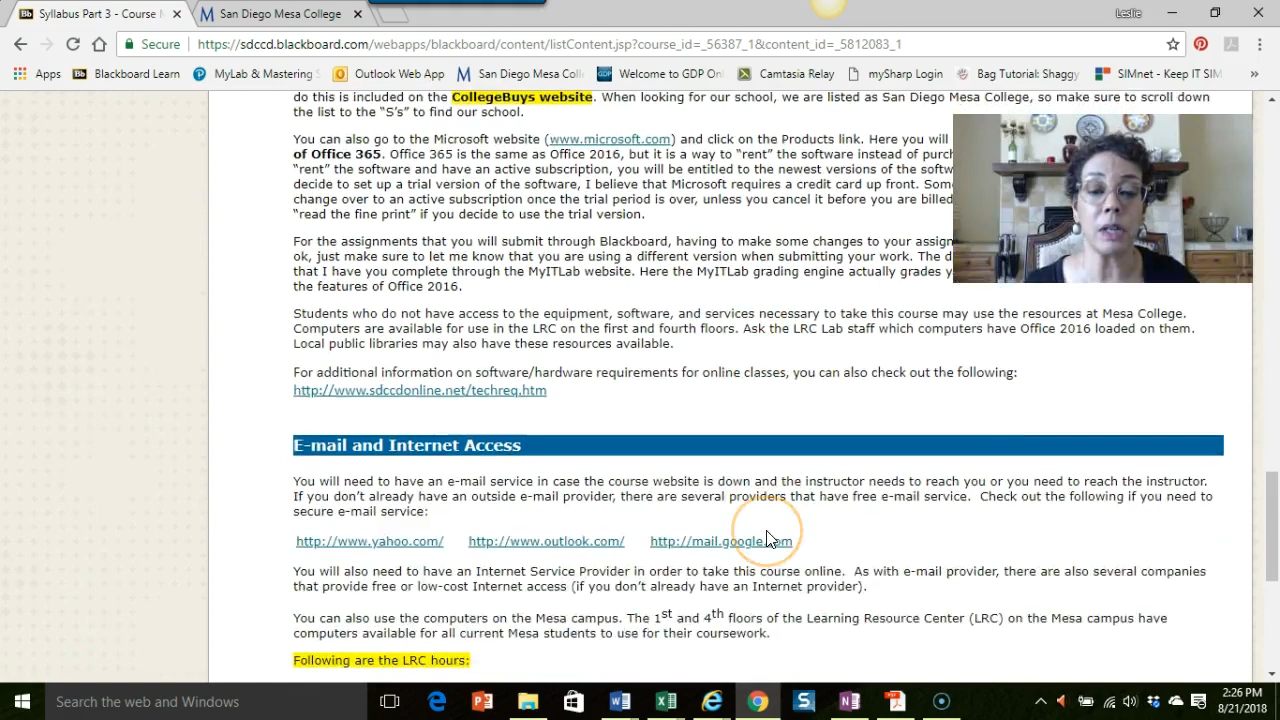 Syllabus Part 3 - Course M
San Diego Mesa College
Leslie
Secure
https://sdccd.blackboard.com/webapps/blackboard/content/listContent.jsp?course_id=_56387_1&content_id=_5812083_1
Apps Blackboard Learn MyLab & Mastering Outlook Web App San Diego Mesa Coll Welcome to GDP On Camtasia Relay mySharp Login Bag Tutorial: Shaggy SIMnet - Keep IT SIM
do this is included on the CollegeBuys website. When looking for our school, we are listed as San Diego Mesa College, so make sure to scroll down
the list to the “S’s” to find our school.
You can also go to the Microsoft website (www.microsoft.com) and click on the Products link. Here you will
of Office 365. Office 365 is the same as Office 2016, but it is a way to “rent” the software instead of purc
“rent” the software and have an active subscription, you will be entitled to the newest versions of the softw
decide to set up a trial version of the software, I believe that Microsoft requires a credit card up front. Som
change over to an active subscription once the trial period is over, unless you cancel it before you are billed
“read the fine print” if you decide to use the trial version.
For the assignments that you will submit through Blackboard, having to make some changes to your assign
ok, just make sure to let me know that you are using a different version when submitting your work. The d
that I have you complete through the MyITLab website. Here the MyITLab grading engine actually grades y
the features of Office 2016.
Students who do not have access to the equipment, software, and services necessary to take this course may use the resources at Mesa College.
Computers are available for use in the LRC on the first and fourth floors. Ask the LRC Lab staff which computers have Office 2016 loaded on them.
Local public libraries may also have these resources available.
For additional information on software/hardware requirements for online classes, you can also check out the following:
http://www.sdccdonline.net/techreq.htm
E-mail and Internet Access
You will need to have an e-mail service in case the course website is down and the instructor needs to reach you or you need to reach the instructor.
If you don’t already have an outside e-mail provider, there are several providers that have free e-mail service. Check out the following if you need to
secure e-mail service:
http://www.yahoo.com/ http://www.outlook.com/ http://mail.google.com
You will also need to have an Internet Service Provider in order to take this course online. As with e-mail provider, there are also several companies
that provide free or low-cost Internet access (if you don’t already have an Internet provider).
You can also use the computers on the Mesa campus. The 1st and 4th floors of the Learning Resource Center (LRC) on the Mesa campus have
computers available for all current Mesa students to use for their coursework.
Following are the LRC hours:
Search the web and Windows
2:26 PM
8/21/2018